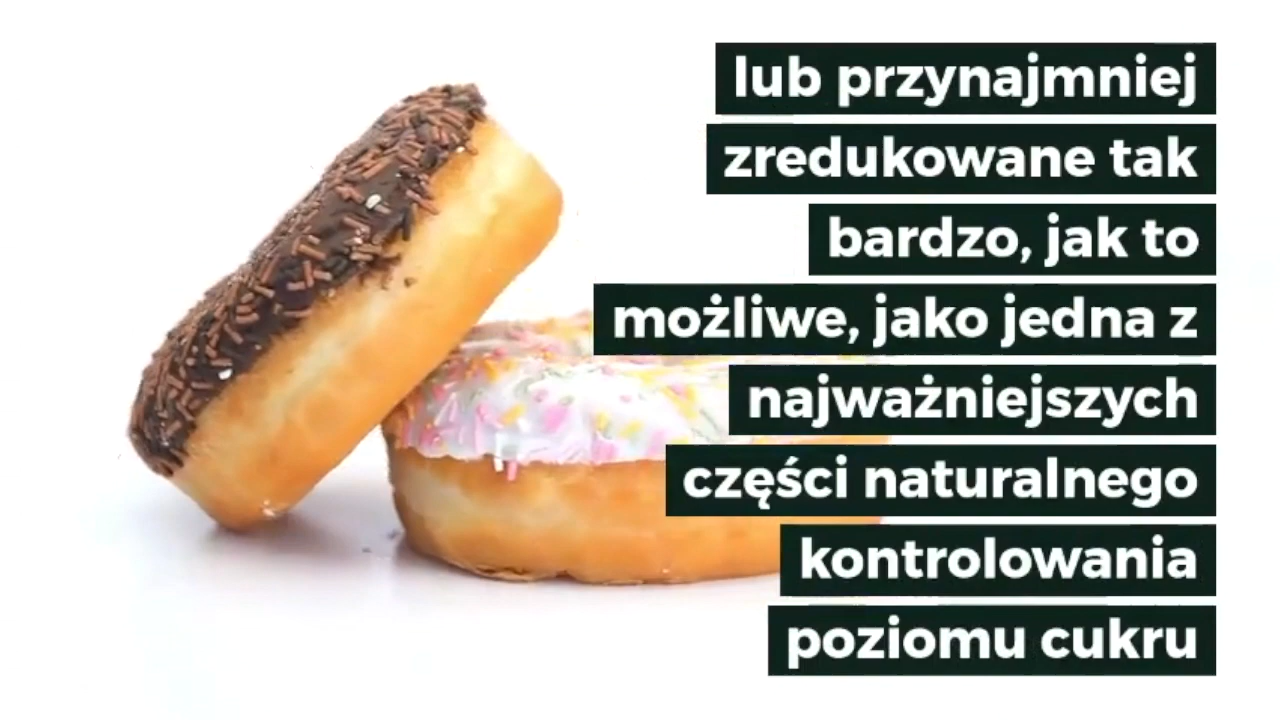 lub przynajmniej
zredukowane tak
bardzo, jak to
możliwe, jako jedna z
najważniejszych
części naturalnego
kontrolowania
poziomu cukru